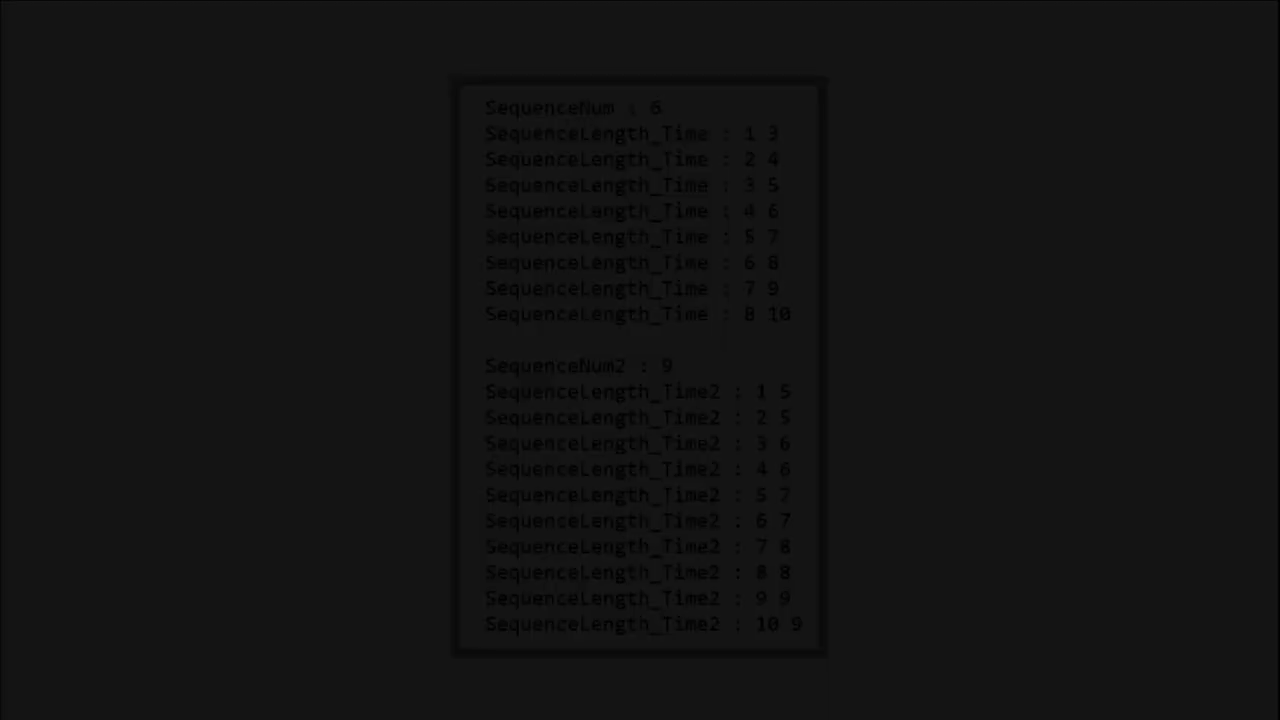 SequenceNum : 6
SequenceLength_Time : 1 3
SequenceLength_Time : 2 4
SequenceLength_Time : 3 5
SequenceLength_Time : 4 6
SequenceLength_Time : 5 7
SequenceLength_Time : 6 8
SequenceLength_Time : 7 9
SequenceLength_Time : 8 10
SequenceNum2 : 9
SequenceLength_Time2 : 1 5
SequenceLength_Time2 : 2 5
SequenceLength_Time2 : 3 6
SequenceLength_Time2 : 4 6
SequenceLength_Time2 : 5 7
SequenceLength_Time2 : 6 7
SequenceLength_Time2 : 7 8
SequenceLength_Time2 : 8 8
SequenceLength_Time2 : 9 9
SequenceLength_Time2 : 10 9